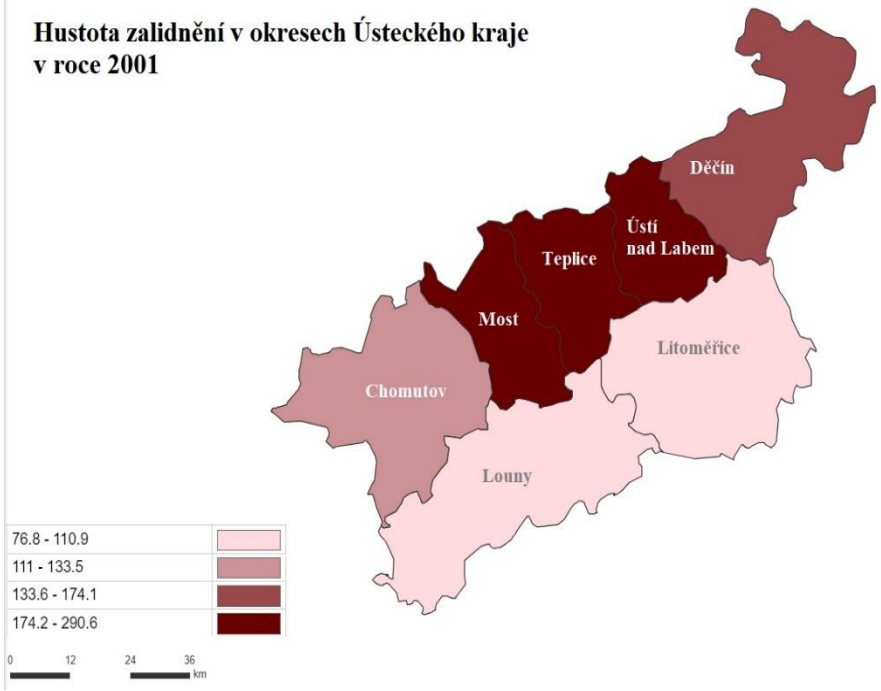 Hustota zalidnění v okresech Ústeckého kraje
v roce 2001
Děčín
Ústí
nad Labem
Teplice
Most
Litoměřice
Chomutov
Louny
76.8 - 110.9
111 - 133.5
133.6 - 174.1
174.2 - 290.6
0 12 24 36
km